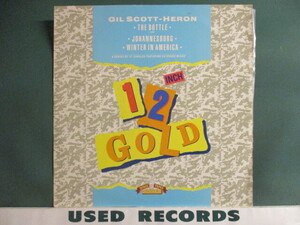 GIL SCOTT-HERON
• THE BOTTLE •
• JOHANNESBURG •
• WINTER IN AMERICA •
12
INCH
GOLD
USED RECORDS